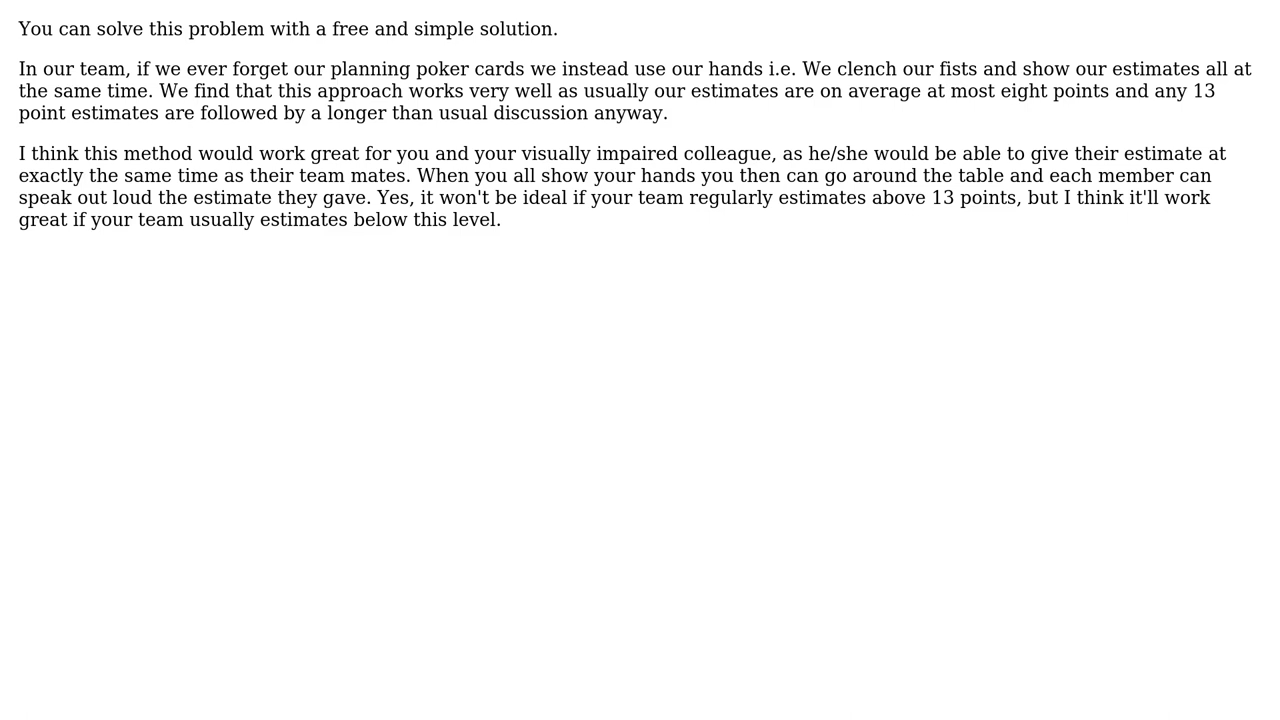 You can solve this problem with a free and simple solution.
In our team, if we ever forget our planning poker cards we instead use our hands i.e. We clench our fists and show our estimates all at
the same time. We find that this approach works very well as usually our estimates are on average at most eight points and any 13
point estimates are followed by a longer than usual discussion anyway.
I think this method would work great for you and your visually impaired colleague, as he/she would be able to give their estimate at
exactly the same time as their team mates. When you all show your hands you then can go around the table and each member can
speak out loud the estimate they gave. Yes, it won't be ideal if your team regularly estimates above 13 points, but I think it'll work
great if your team usually estimates below this level.